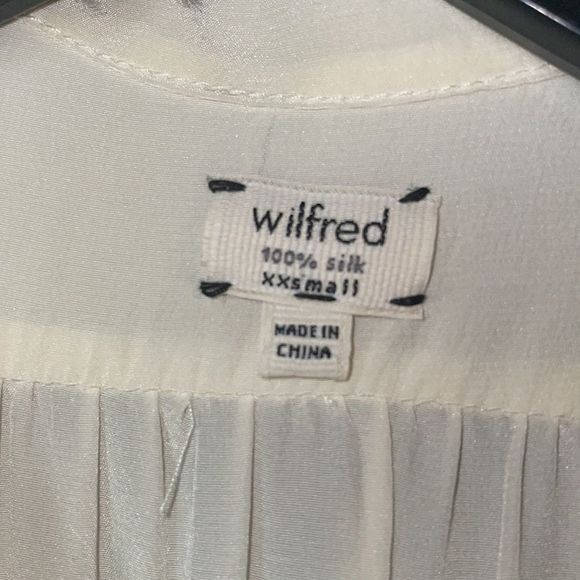 wilfred
100% silk
xxsmall
MADE IN
CHINA